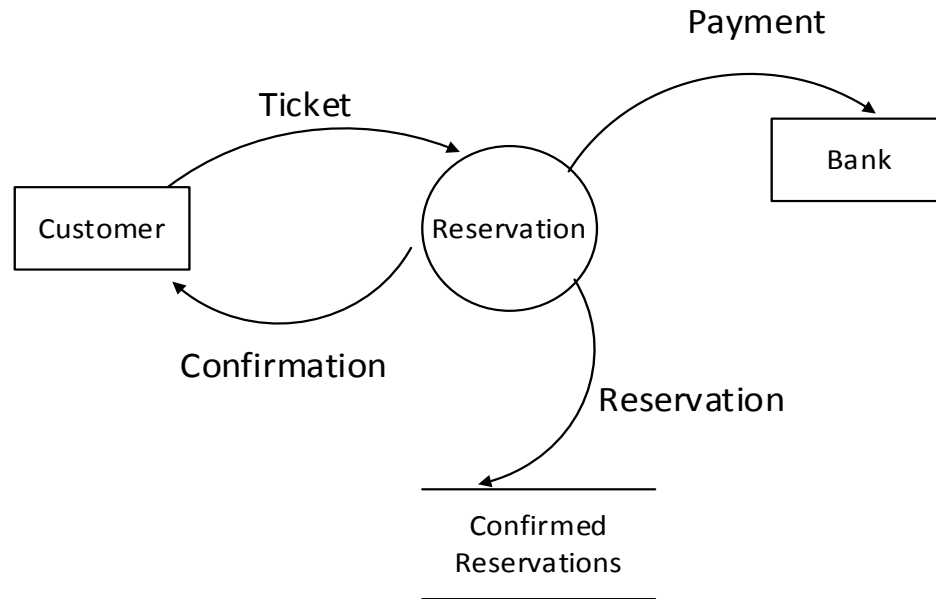 Payment
Ticket
Bank
Customer
Reservation
Confirmation
Reservation
Confirmed
Reservations